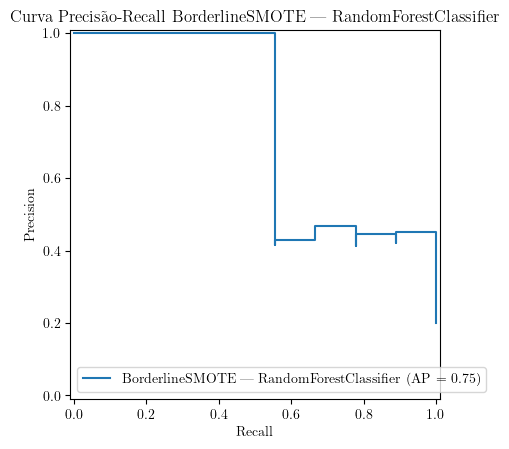 Curva Precisão-Recall BorderlineSMOTE — RandomForestClassifier
1.0
0.8
0.6
0.4
0.2
0.0
Precision
BorderlineSMOTE — RandomForestClassifier (AP = 0.75)
0.0 0.2 0.4 0.6 0.8 1.0
Recall